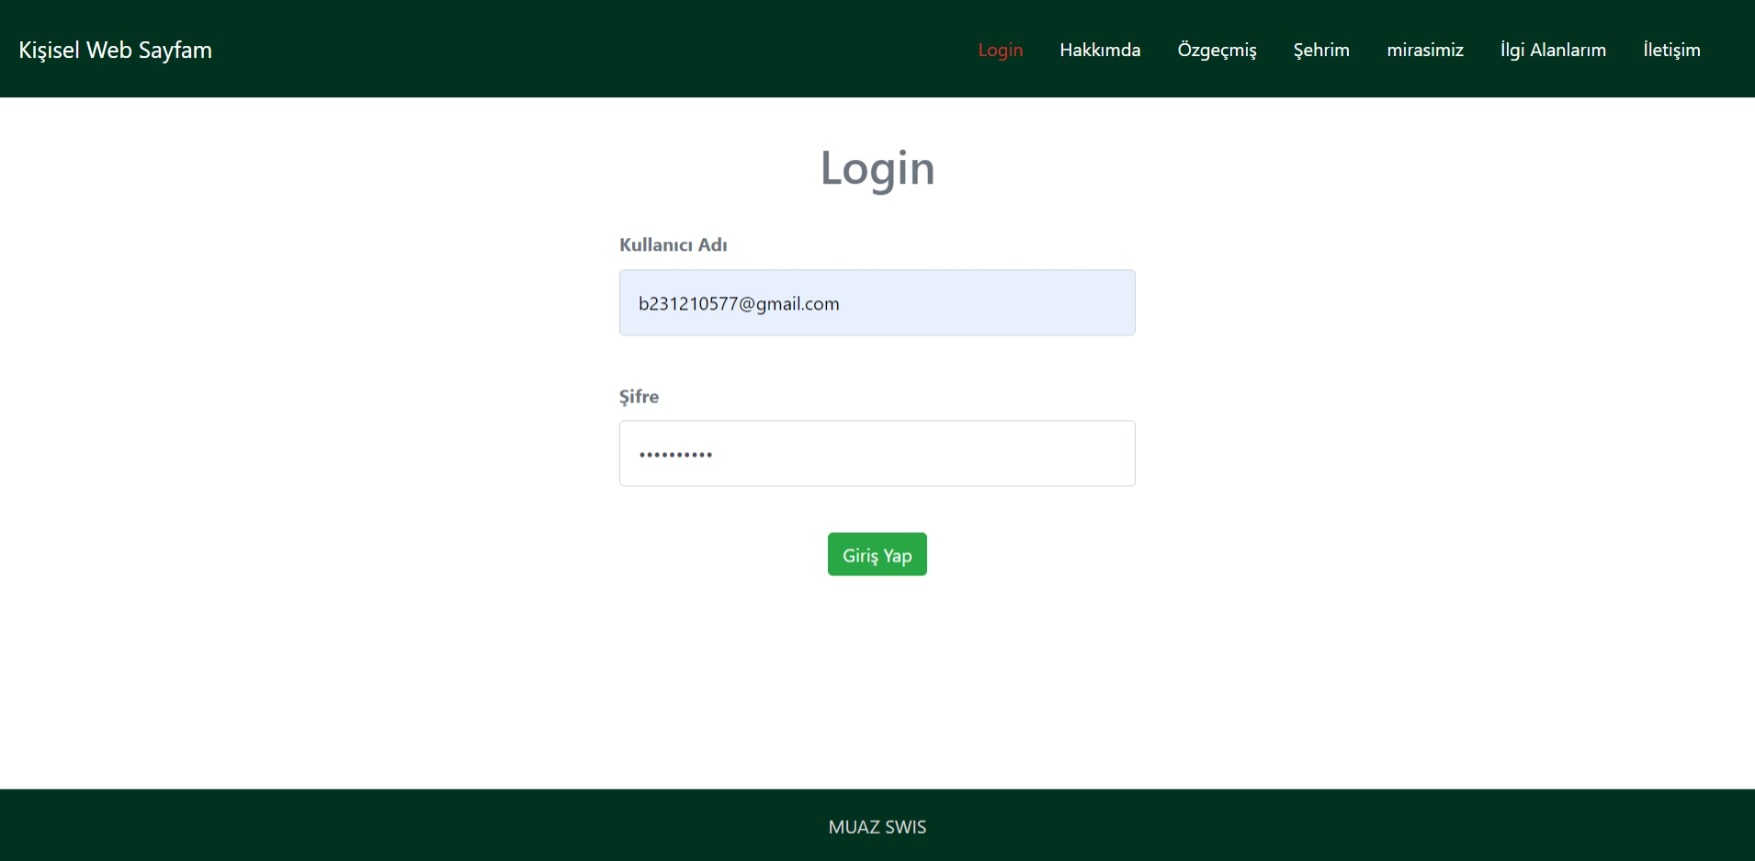 Kişisel Web Sayfam
Login Hakkımda Özgeçmiş Şehrim mirasimiz İlgi Alanlarım İletişim
Login
Kullanıcı Adı
b231210577@gmail.com
Şifre
••••••••••
Giriş Yap
MUAZ SWIS